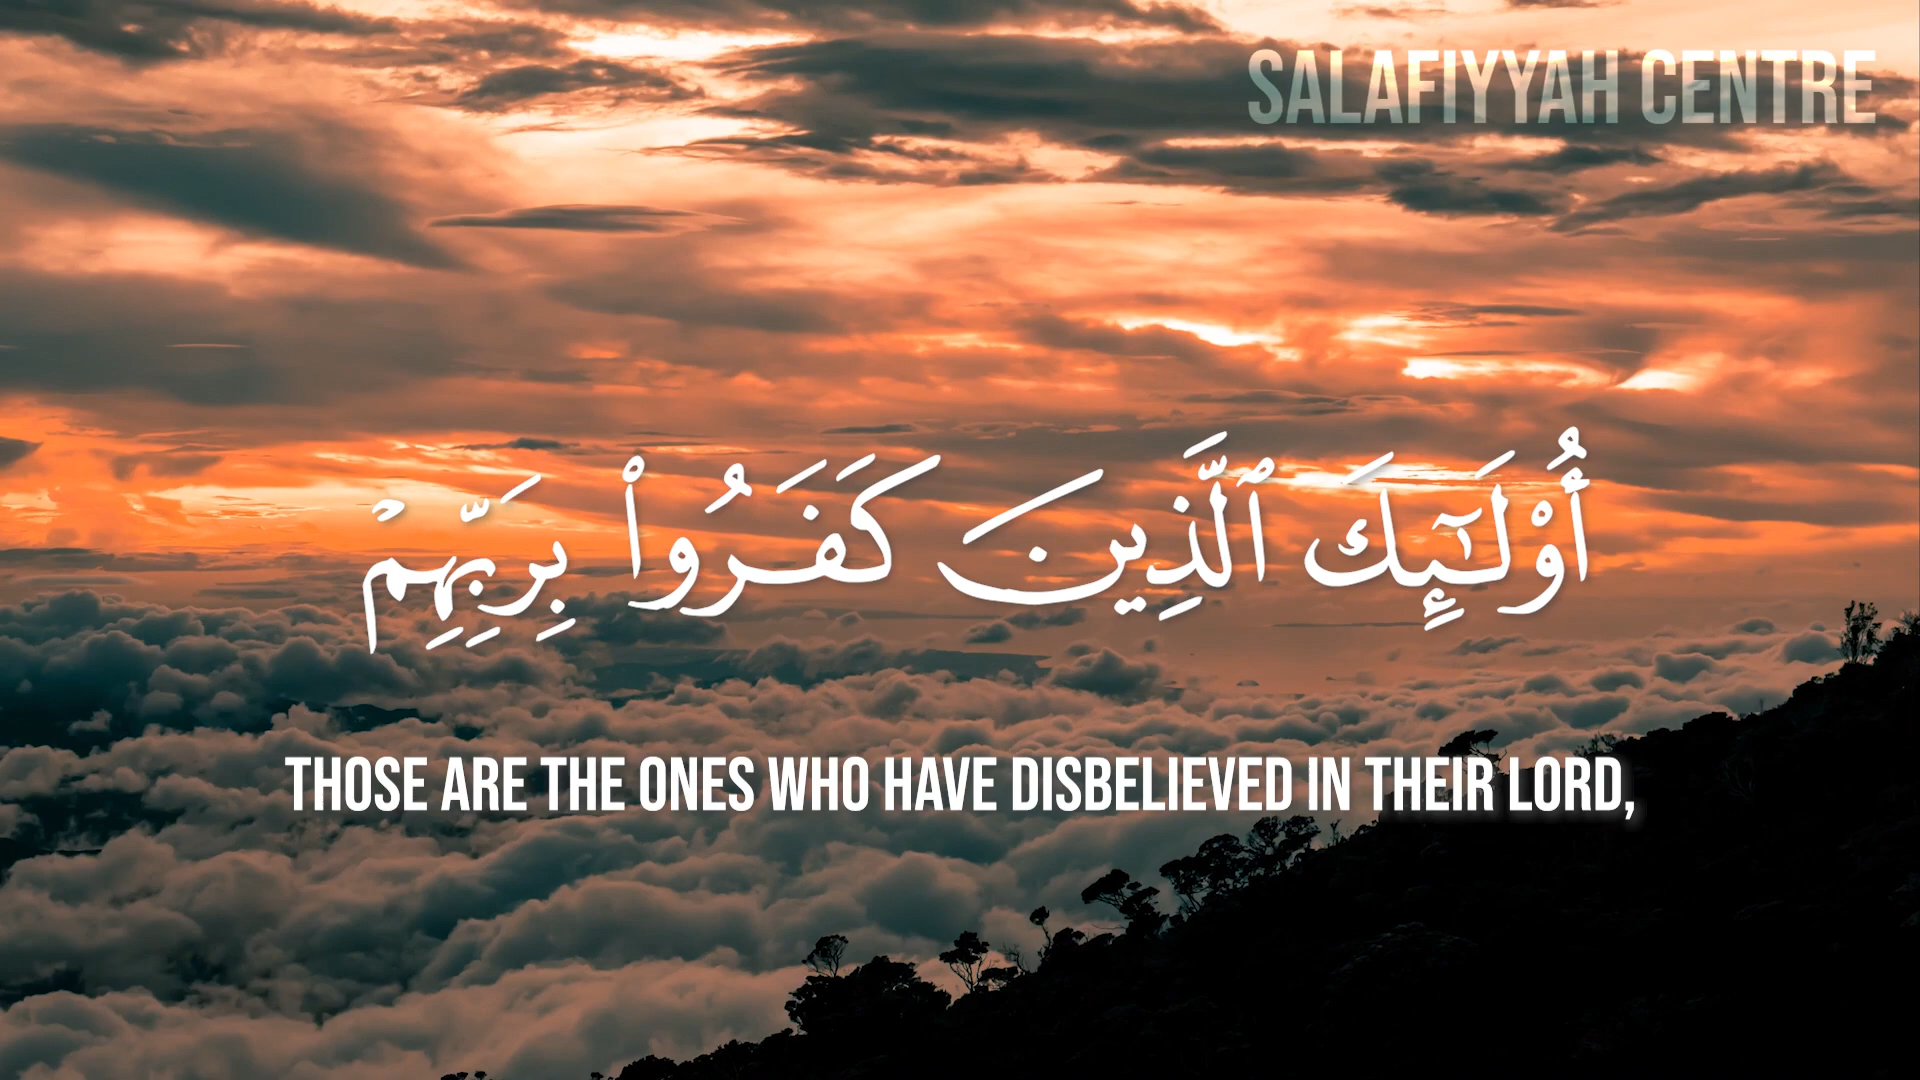 SALAFIYYAH CENTRE
أُو۟لَـٰٓئِكَ ٱلَّذِينَ كَفَرُوا۟ بِرَبِّهِمْ
THOSE ARE THE ONES WHO HAVE DISBELIEVED IN THEIR LORD,